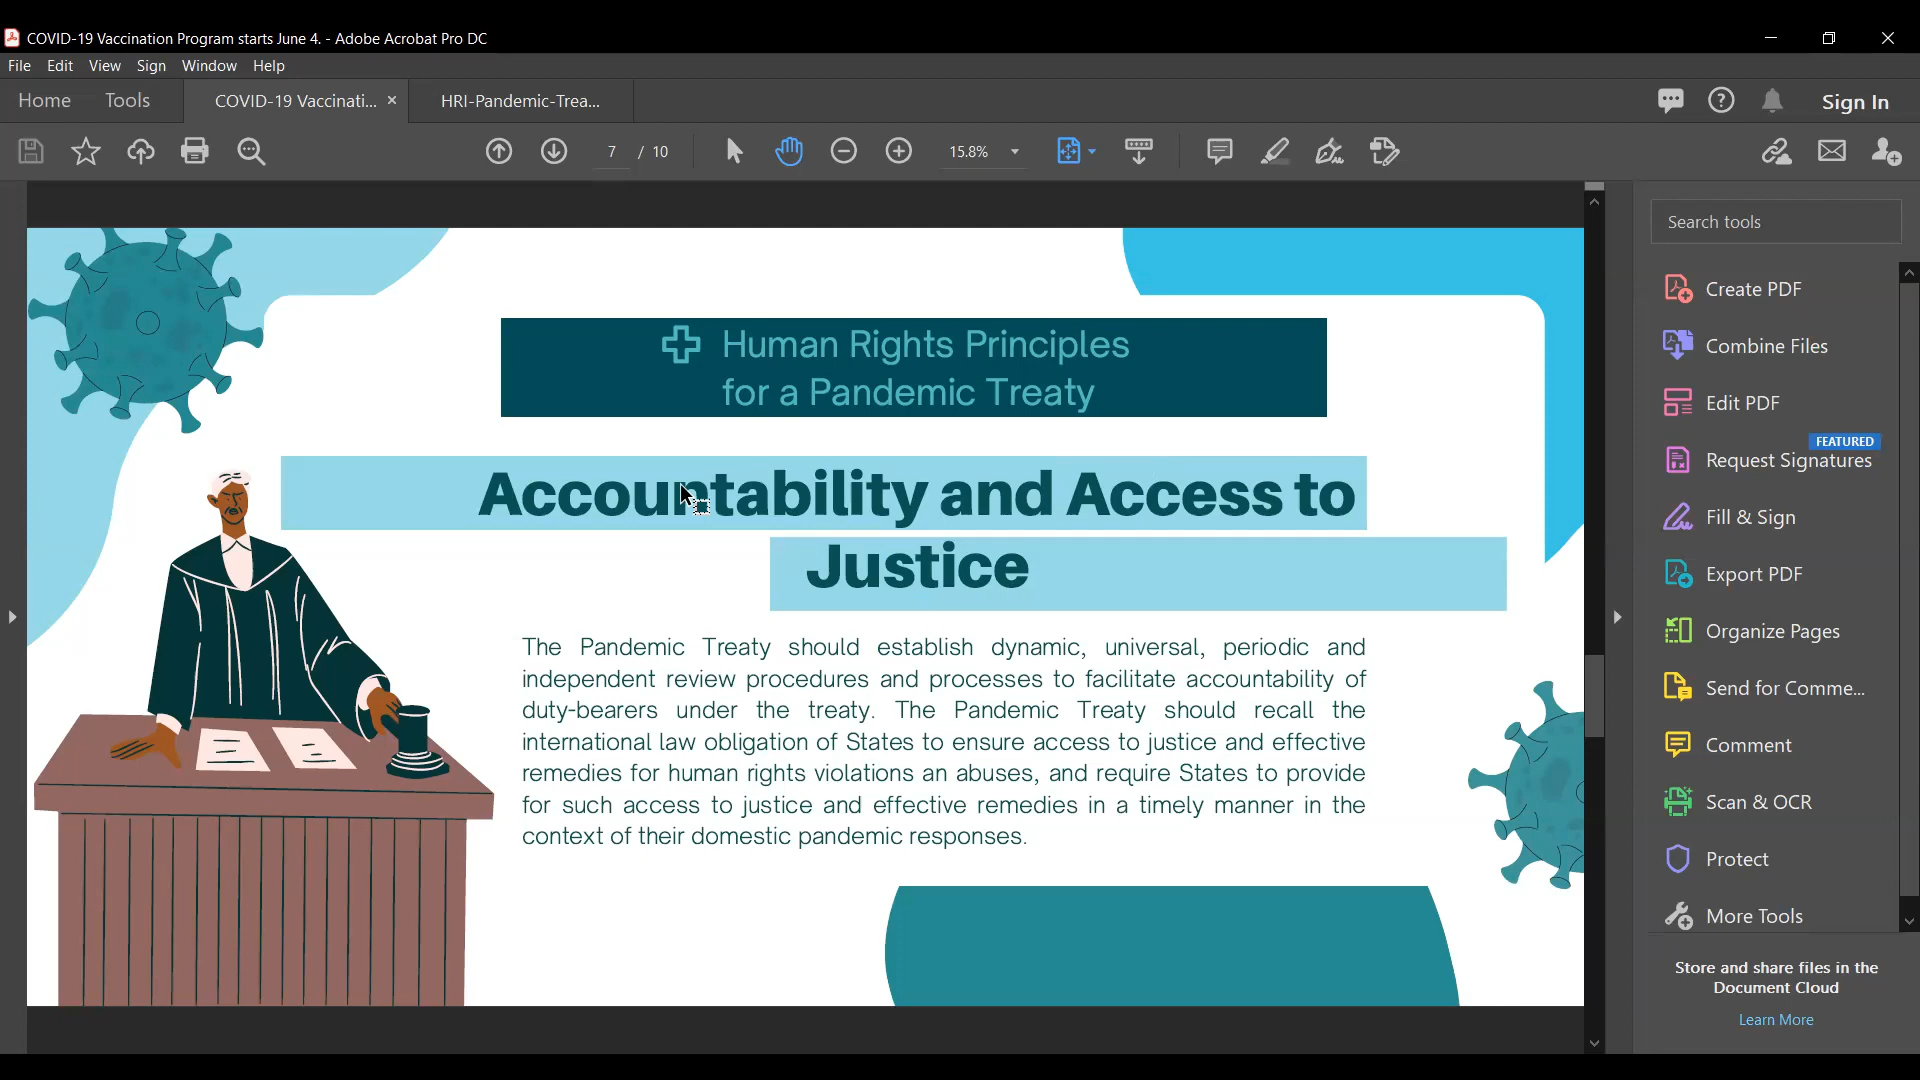 COVID-19 Vaccination Program starts June 4. - Adobe Acrobat Pro DC
File Edit View Sign Window Help
Home Tools COVID-19 Vaccinati... × HRI-Pandemic-Trea... Sign In
7 / 10 15.8%
Search tools
Create PDF
Combine Files
Edit PDF
FEATURED
Request Signatures
Fill & Sign
Export PDF
Organize Pages
Send for Comme...
Comment
Scan & OCR
Protect
More Tools
Store and share files in the
Document Cloud
Learn More
Human Rights Principles
for a Pandemic Treaty
Accountability and Access to
Justice
The Pandemic Treaty should establish dynamic, universal, periodic and
independent review procedures and processes to facilitate accountability of
duty-bearers under the treaty. The Pandemic Treaty should recall the
international law obligation of States to ensure access to justice and effective
remedies for human rights violations an abuses, and require States to provide
for such access to justice and effective remedies in a timely manner in the
context of their domestic pandemic responses.